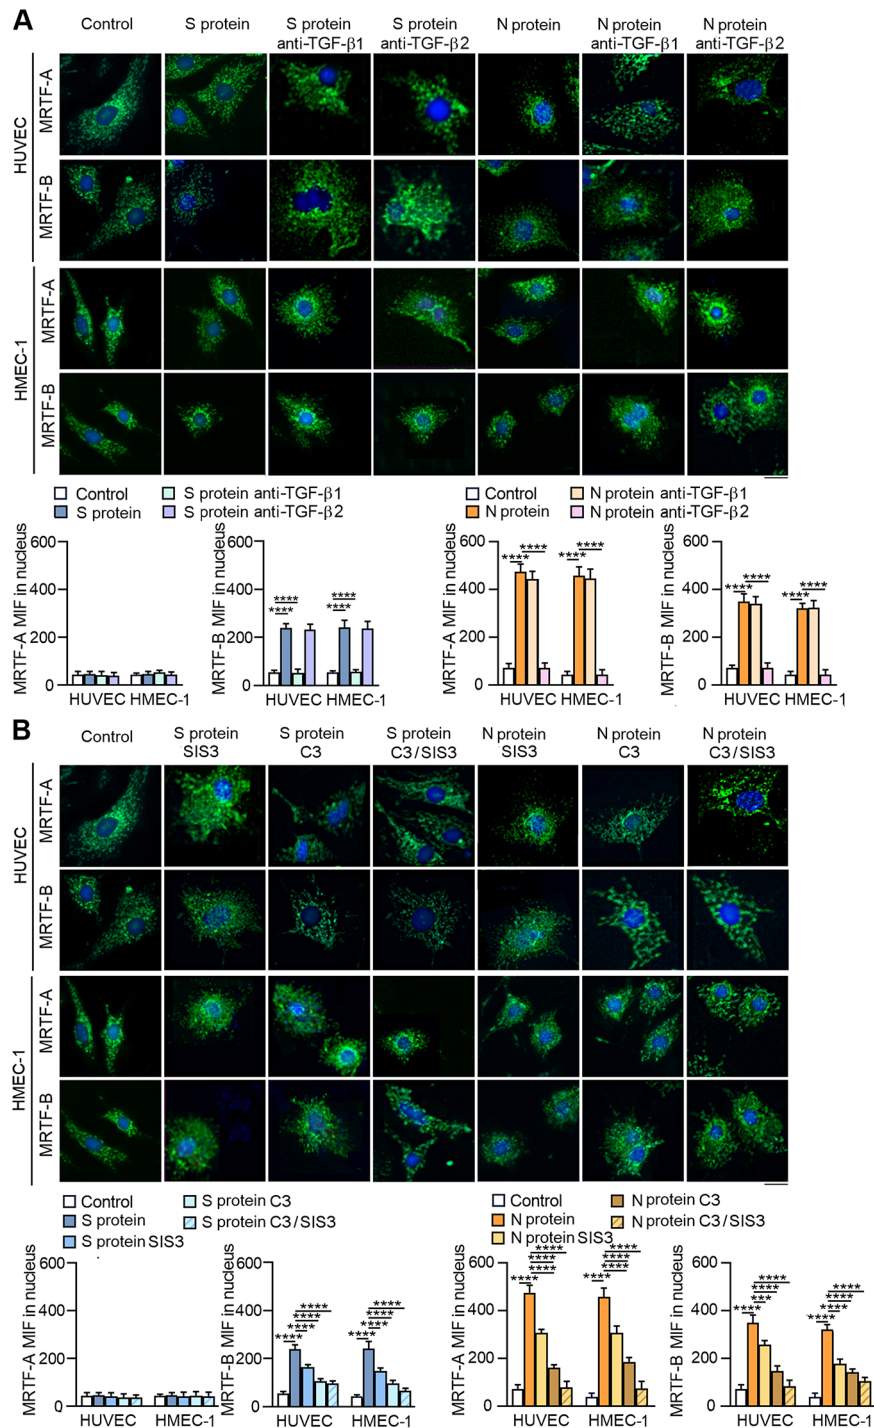 A
Control S protein S protein anti-TGF-β1 S protein anti-TGF-β2 N protein N protein anti-TGF-β1 N protein anti-TGF-β2
HUVEC
MRTF-A
MRTF-B
HMEC-1
MRTF-A
MRTF-B
Control S protein anti-TGF-β1
S protein S protein anti-TGF-β2
Control N protein anti-TGF-β1
N protein N protein anti-TGF-β2
MRTF-A MIF in nucleus
600
400
200
0
HUVEC HMEC-1
MRTF-B MIF in nucleus
600
400
200
0
**** **** **** ****
HUVEC HMEC-1
MRTF-A MIF in nucleus
600
400
200
0
**** **** **** ****
HUVEC HMEC-1
MRTF-B MIF in nucleus
600
400
200
0
**** **** **** ****
HUVEC HMEC-1
B
Control S protein SIS3 S protein C3 S protein C3/SIS3 N protein SIS3 N protein C3 N protein C3/SIS3
HUVEC
MRTF-A
MRTF-B
HMEC-1
MRTF-A
MRTF-B
Control S protein C3
S protein S protein C3/SIS3
S protein SIS3
Control N protein C3
N protein N protein C3/SIS3
N protein SIS3
MRTF-A MIF in nucleus
600
400
200
0
HUVEC HMEC-1
MRTF-B MIF in nucleus
600
400
200
0
**** **** **** **** **** **** **** ****
HUVEC HMEC-1
MRTF-A MIF in nucleus
600
400
200
0
**** **** **** **** **** **** **** ****
HUVEC HMEC-1
MRTF-B MIF in nucleus
600
400
200
0
**** **** *** **** **** **** **** ****
HUVEC HMEC-1